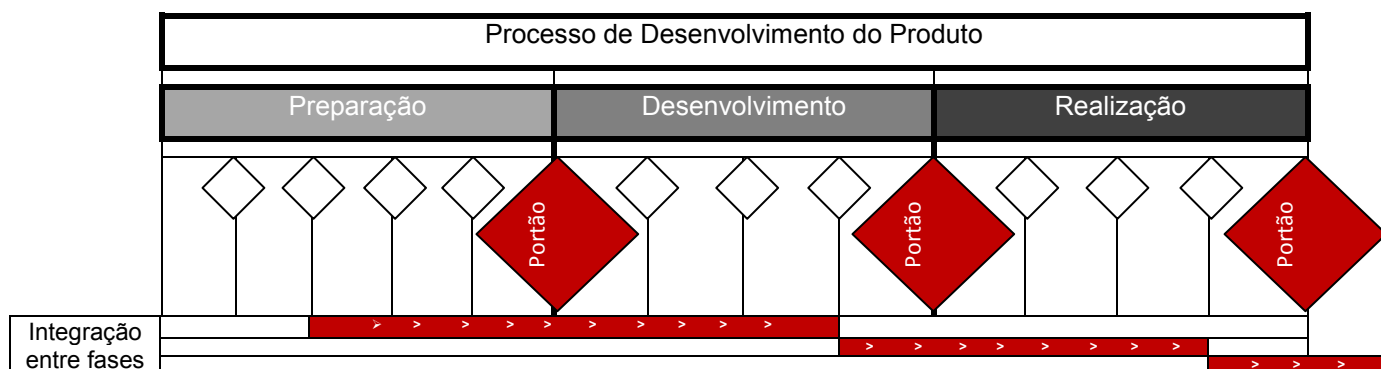 Processo de Desenvolvimento do Produto
Preparação
Desenvolvimento
Realização
Portão
Portão
Portão
Integração
entre fases
➢ > > > > > > > > >
> > > > > > > >
> > >